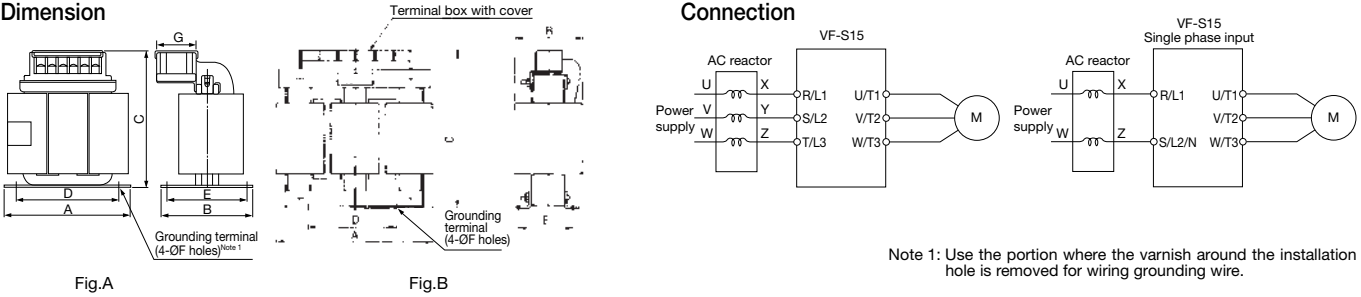 Dimension
G
C
D
A
E
B
Grounding terminal
(4-ØF holes)Note 1
Fig.A
Terminal box with cover
B
C
D
A
E
Grounding
terminal
(4-ØF holes)
Fig.B
Connection
VF-S15
AC reactor
U X R/L1 U/T1
Power
supply
V Y S/L2 V/T2 M
W Z T/L3 W/T3
VF-S15
Single phase input
AC reactor
U X R/L1 U/T1
Power
supply
V/T2 M
W Z S/L2/N W/T3
Note 1: Use the portion where the varnish around the installation
hole is removed for wiring grounding wire.